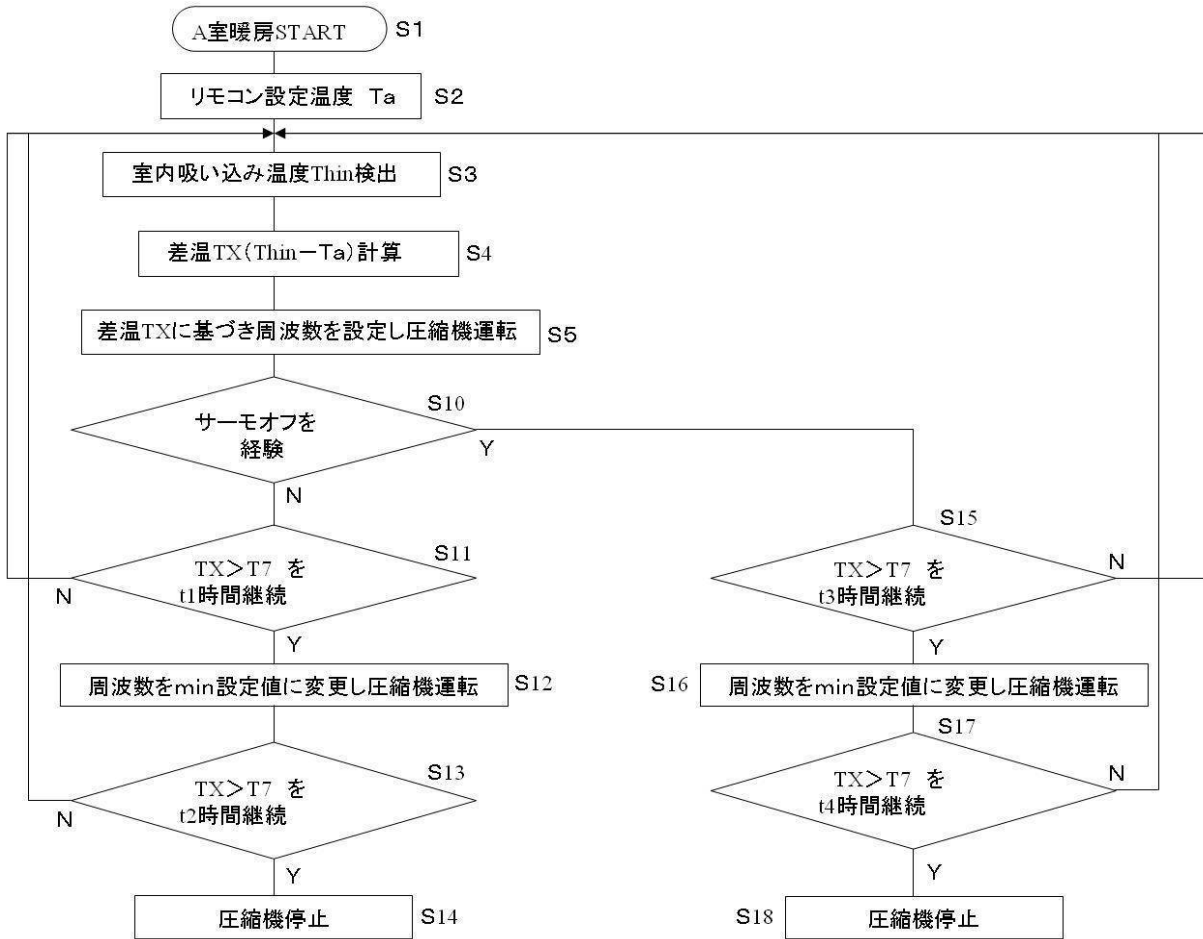 A室暖房START
S1
リモコン設定温度 Ta
S2
室内吸い込み温度Thin検出
S3
差温TX(Thin－Ta)計算
S4
差温TXに基づき周波数を設定し圧縮機運転
S5
サーモオフを
経験
S10
Y
N
TX＞T7 を
t1時間継続
S11
N
Y
周波数をmin設定値に変更し圧縮機運転
S12
TX＞T7 を
t2時間継続
S13
N
Y
圧縮機停止
S14
S15
TX＞T7 を
t3時間継続
N
Y
S16
周波数をmin設定値に変更し圧縮機運転
S17
TX＞T7 を
t4時間継続
N
Y
S18
圧縮機停止